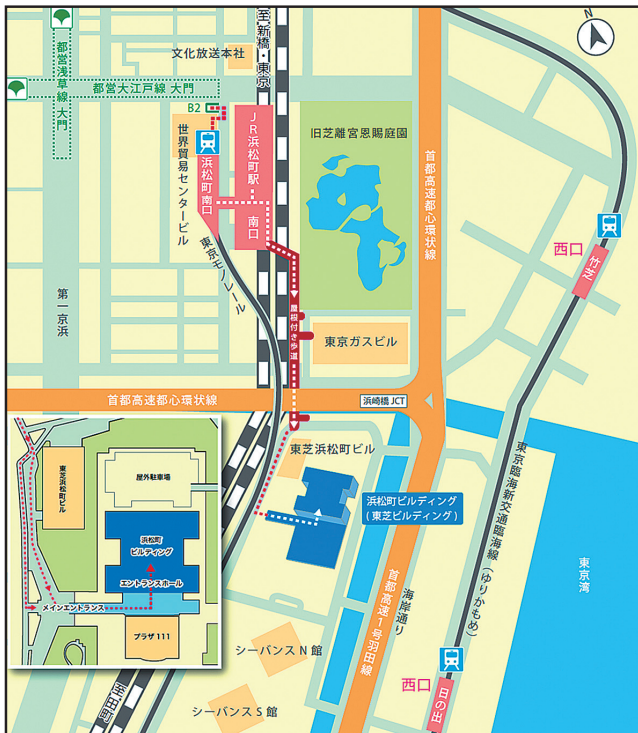 N
至新橋・東京
文化放送本社
都営浅草線 大門
都営大江戸線 大門
B2
世界貿易センタービル
浜松町南口
JR浜松町駅
南口
旧芝離宮恩賜庭園
首都高速都心環状線
西口
竹芝
東京モノレール
第一京浜
屋根付き歩道
東京ガスビル
首都高速都心環状線
浜崎橋 JCT
東芝浜松町ビル
浜松町ビルディング
(東芝ビルディング)
東京臨海新交通臨海線(ゆりかもめ)
東京湾
首都高速1号羽田線
海岸通り
シーバンスN館
シーバンスS館
西口
日の出
至田町
東芝浜松町ビル
屋外駐車場
浜松町
ビルディング
エントランスホール
メインエントランス
プラザ111